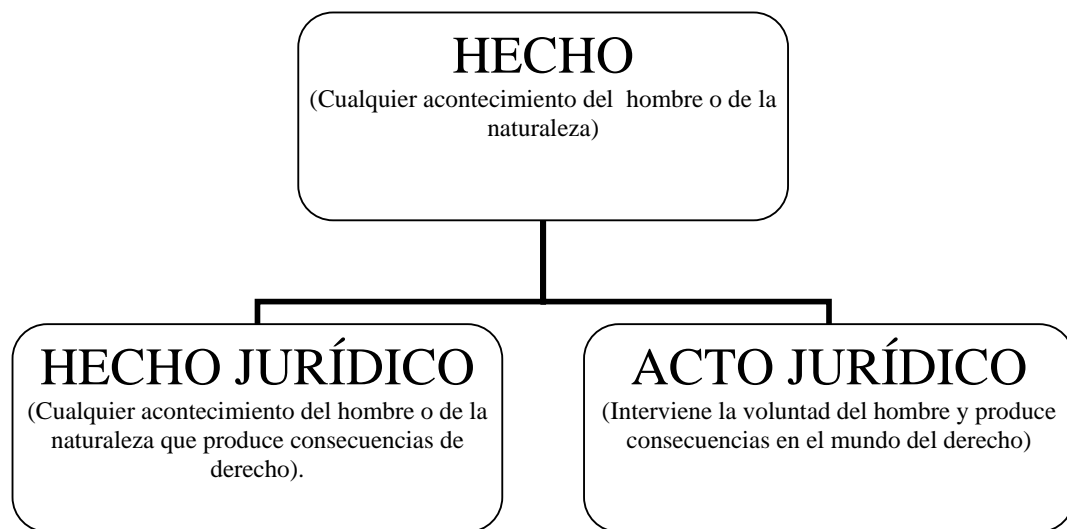 HECHO
(Cualquier acontecimiento del hombre o de la
naturaleza)
HECHO JURÍDICO
(Cualquier acontecimiento del hombre o de la
naturaleza que produce consecuencias de
derecho).
ACTO JURÍDICO
(Interviene la voluntad del hombre y produce
consecuencias en el mundo del derecho)